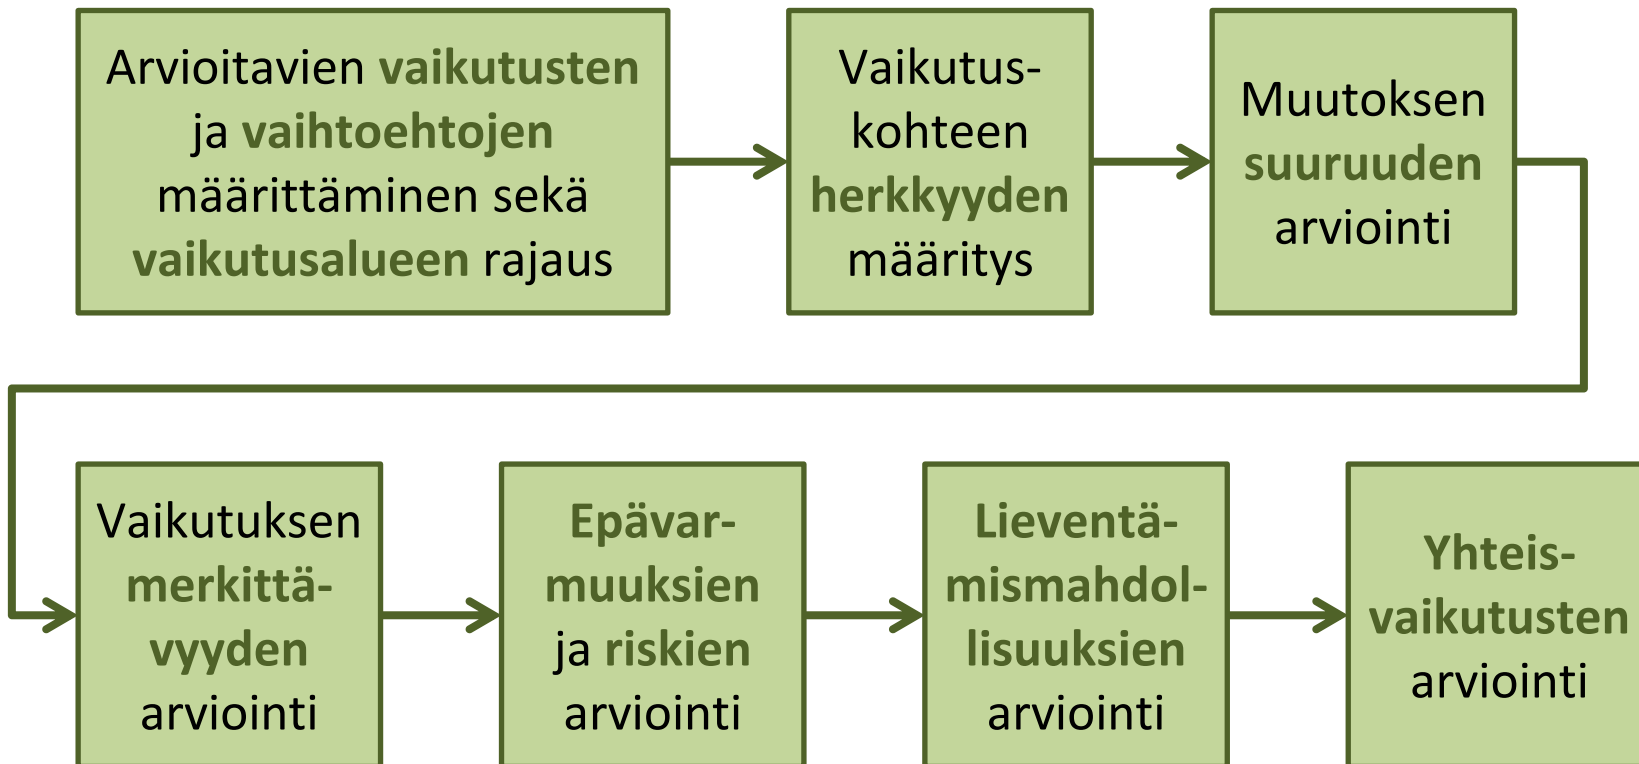 Arvioitavien vaikutusten
ja vaihtoehtojen
määrittäminen sekä
vaikutusalueen rajaus
Vaikutus-
kohteen
herkkyyden
määritys
Muutoksen
suuruuden
arviointi
Vaikutuksen
merkittä-
vyyden
arviointi
Epävar-
muuksien
ja riskien
arviointi
Lieventä-
mismahdol-
lisuuksien
arviointi
Yhteis-
vaikutusten
arviointi